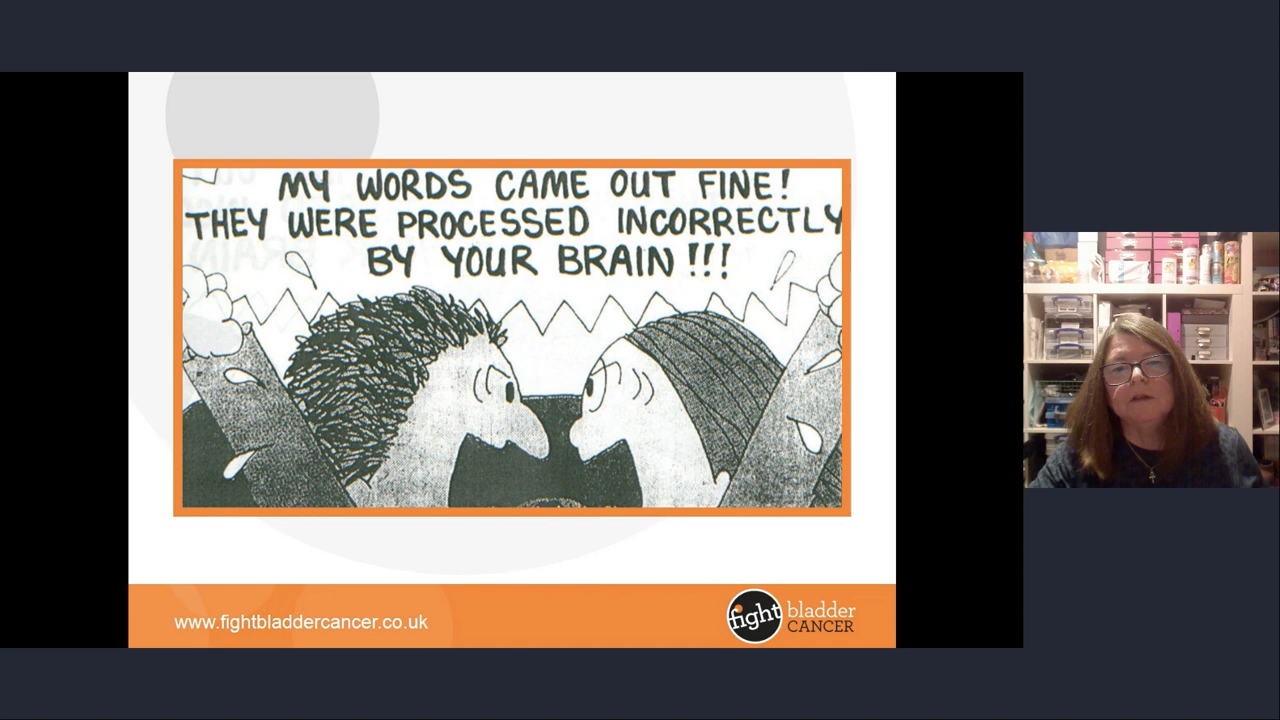 MY WORDS CAME OUT FINE!
THEY WERE PROCESSED INCORRECTLY
BY YOUR BRAIN!!!
www.fightbladdercancer.co.uk
fight bladder
CANCER